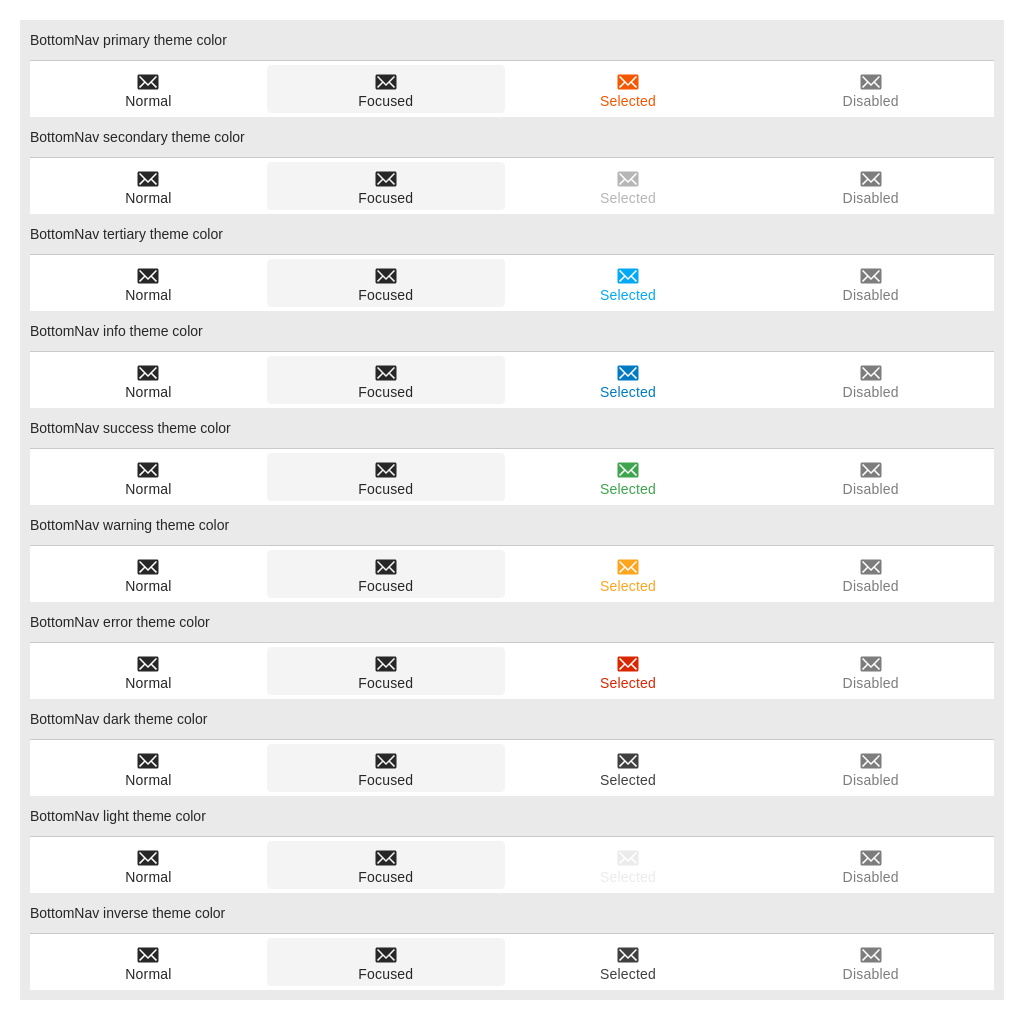 BottomNav primary theme color
Normal Focused Selected Disabled
BottomNav secondary theme color
Normal Focused Selected Disabled
BottomNav tertiary theme color
Normal Focused Selected Disabled
BottomNav info theme color
Normal Focused Selected Disabled
BottomNav success theme color
Normal Focused Selected Disabled
BottomNav warning theme color
Normal Focused Selected Disabled
BottomNav error theme color
Normal Focused Selected Disabled
BottomNav dark theme color
Normal Focused Selected Disabled
BottomNav light theme color
Normal Focused Selected Disabled
BottomNav inverse theme color
Normal Focused Selected Disabled